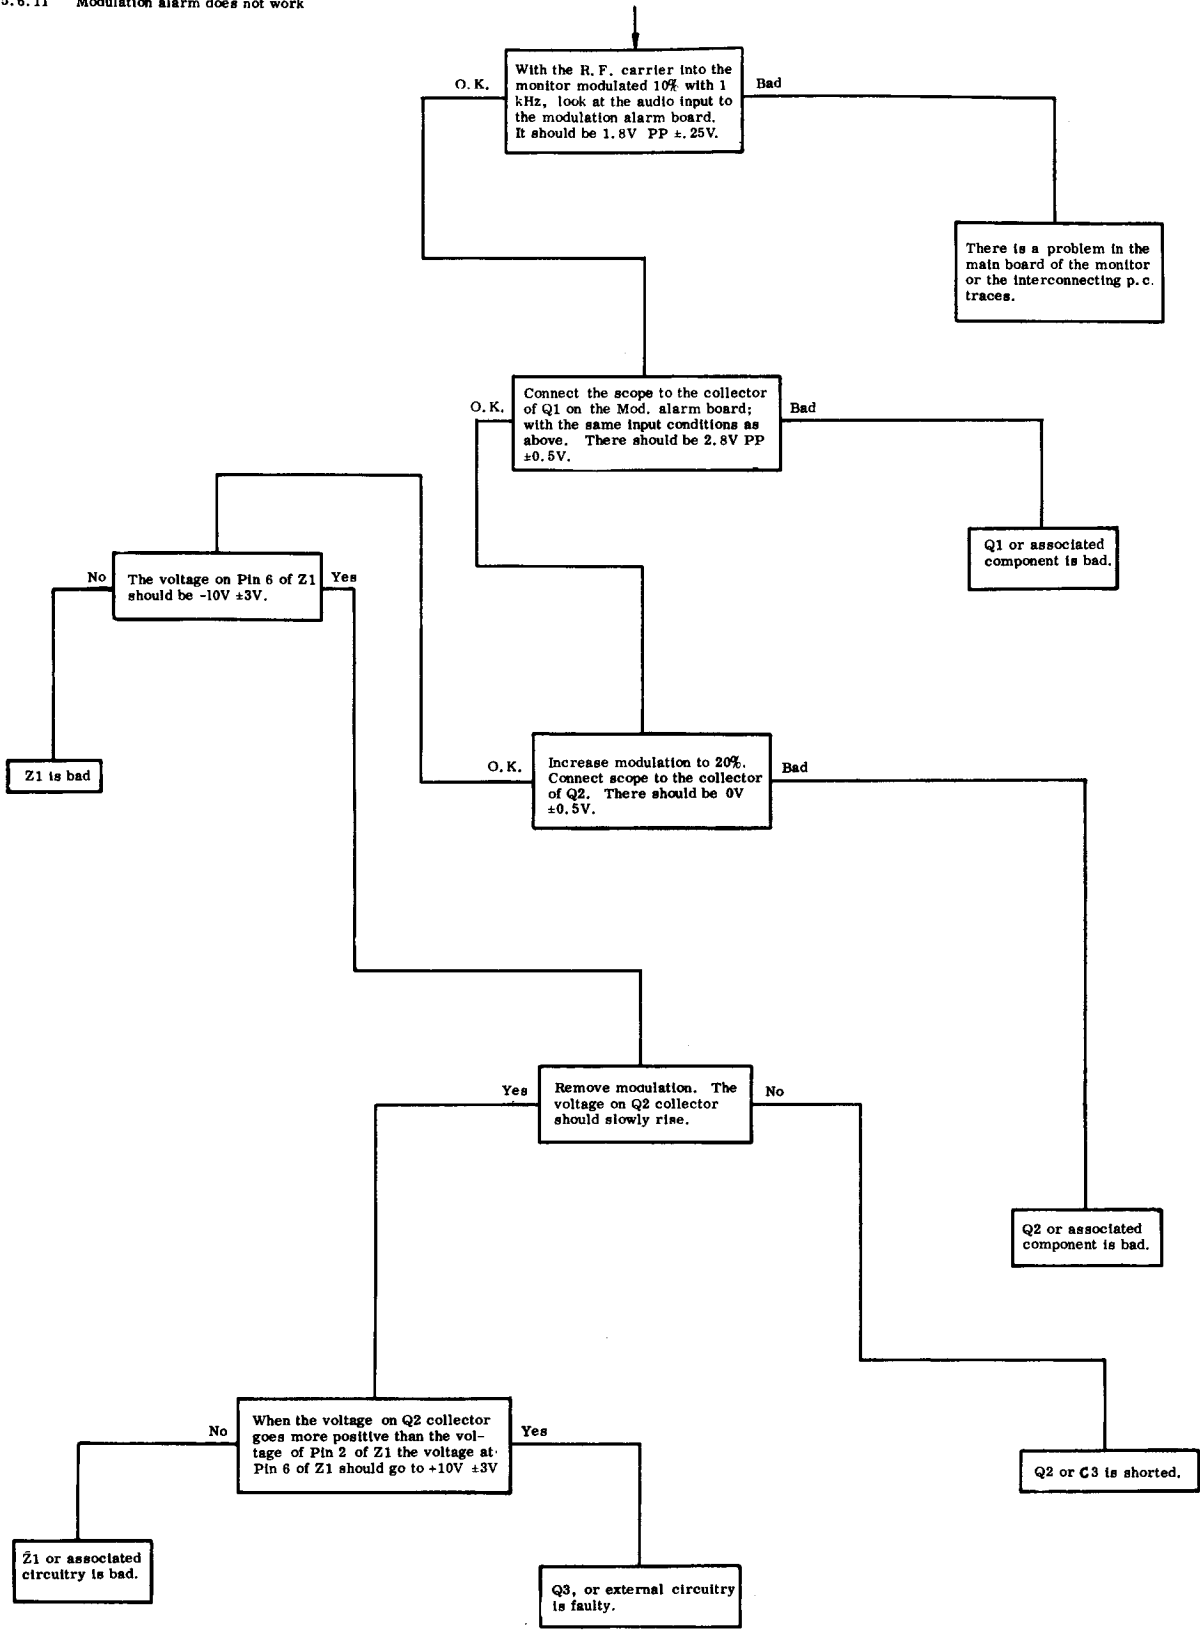 5.6.11 Modulation alarm does not work
With the R. F. carrier into the
monitor modulated 10% with 1
kHz, look at the audio input to
the modulation alarm board.
It should be 1.8V PP ±.25V.
O.K.
Bad
There is a problem in the
main board of the monitor
or the interconnecting p.c.
traces.
Connect the scope to the collector
of Q1 on the Mod. alarm board;
with the same input conditions as
above. There should be 2.8V PP
±0.5V.
O.K.
Bad
Q1 or associated
component is bad.
No
The voltage on Pin 6 of Z1
should be -10V ±3V.
Yes
Z1 is bad
O.K.
Increase modulation to 20%.
Connect scope to the collector
of Q2. There should be 0V
±0.5V.
Bad
Yes
Remove modulation. The
voltage on Q2 collector
should slowly rise.
No
Q2 or associated
component is bad.
No
When the voltage on Q2 collector
goes more positive than the vol-
tage of Pin 2 of Z1 the voltage at
Pin 6 of Z1 should go to +10V ±3V
Yes
Q2 or C3 is shorted.
Z1 or associated
circuitry is bad.
Q3, or external circuitry
is faulty.